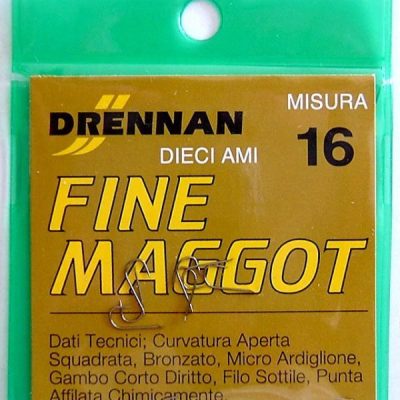 DRENNAN
MISURA
DIECI AMI
16
FINE
MAGGOT
Dati Tecnici; Curvatura Aperta
Squadrata, Bronzato, Micro Ardiglione,
Gambo Corto Diritto, Filo Sottile, Punta
Affilata Chimicamente.